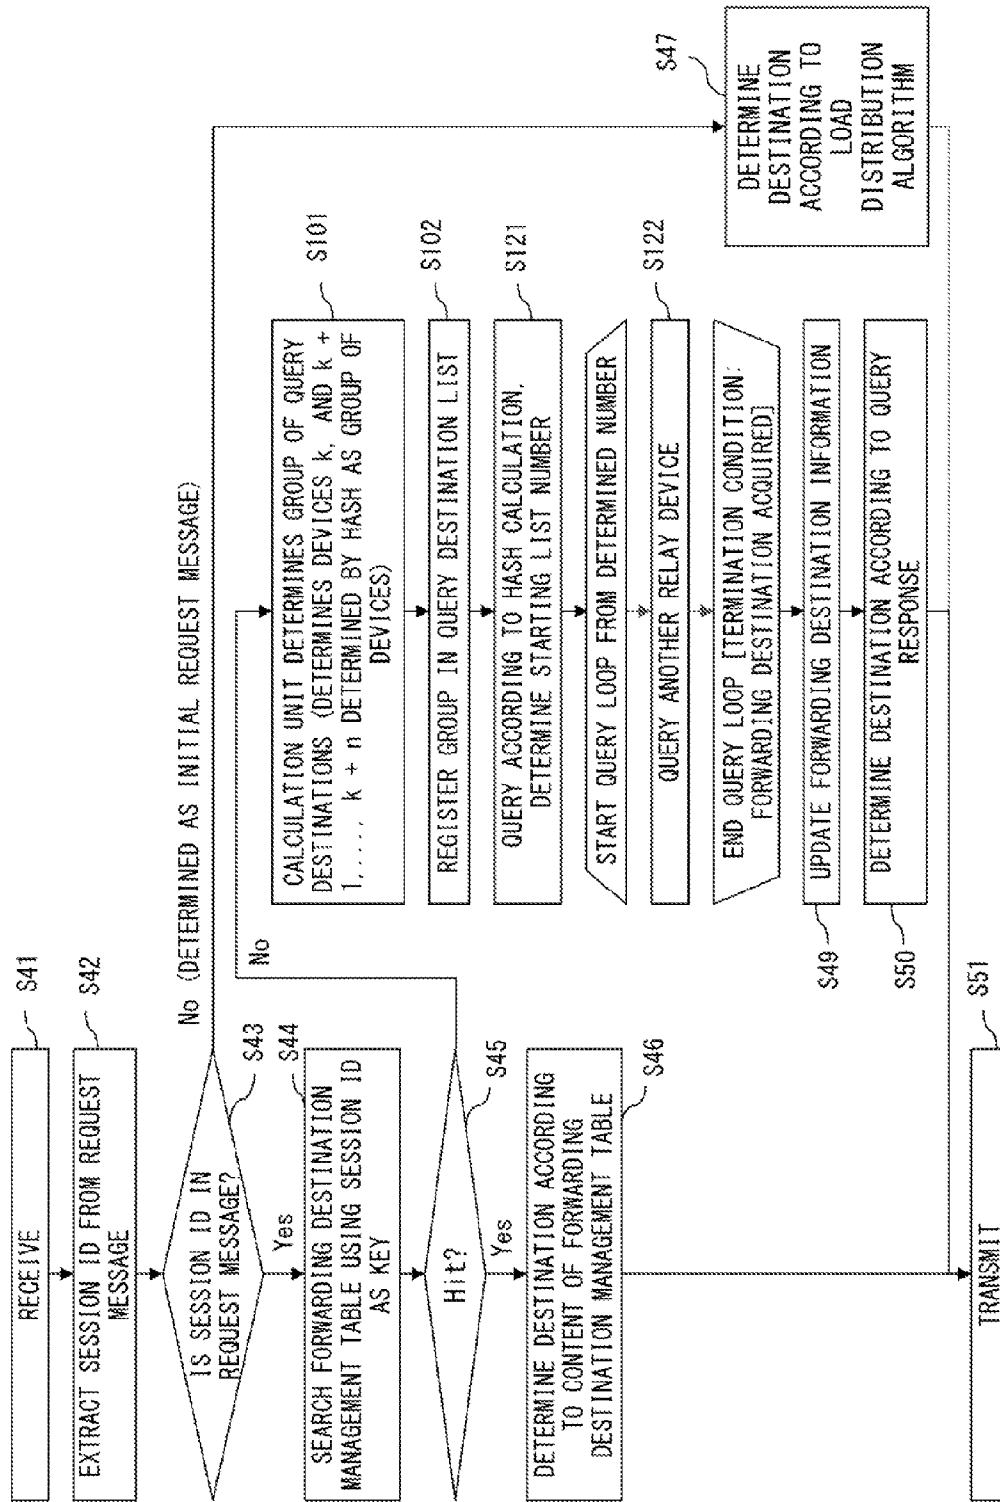 RECEIVE
S41
EXTRACT SESSION ID FROM REQUEST
MESSAGE
S42
IS SESSION ID IN
REQUEST MESSAGE?
S43
No (DETERMINED AS INITIAL REQUEST MESSAGE)
Yes
SEARCH FORWARDING DESTINATION
MANAGEMENT TABLE USING SESSION ID
AS KEY
S44
Hit?
S45
No
Yes
DETERMINE DESTINATION ACCORDING
TO CONTENT OF FORWARDING
DESTINATION MANAGEMENT TABLE
S46
CALCULATION UNIT DETERMINES GROUP OF QUERY
DESTINATIONS (DETERMINES DEVICES k, AND k +
1,..., k + n DETERMINED BY HASH AS GROUP OF
DEVICES)
S101
REGISTER GROUP IN QUERY DESTINATION LIST
S102
QUERY ACCORDING TO HASH CALCULATION,
DETERMINE STARTING LIST NUMBER
S121
START QUERY LOOP FROM DETERMINED NUMBER
QUERY ANOTHER RELAY DEVICE
S122
END QUERY LOOP [TERMINATION CONDITION:
FORWARDING DESTINATION ACQUIRED]
UPDATE FORWARDING DESTINATION INFORMATION
S49
DETERMINE DESTINATION ACCORDING TO QUERY
RESPONSE
S50
DETERMINE
DESTINATION
ACCORDING TO
LOAD
DISTRIBUTION
ALGORITHM
S47
TRANSMIT
S51